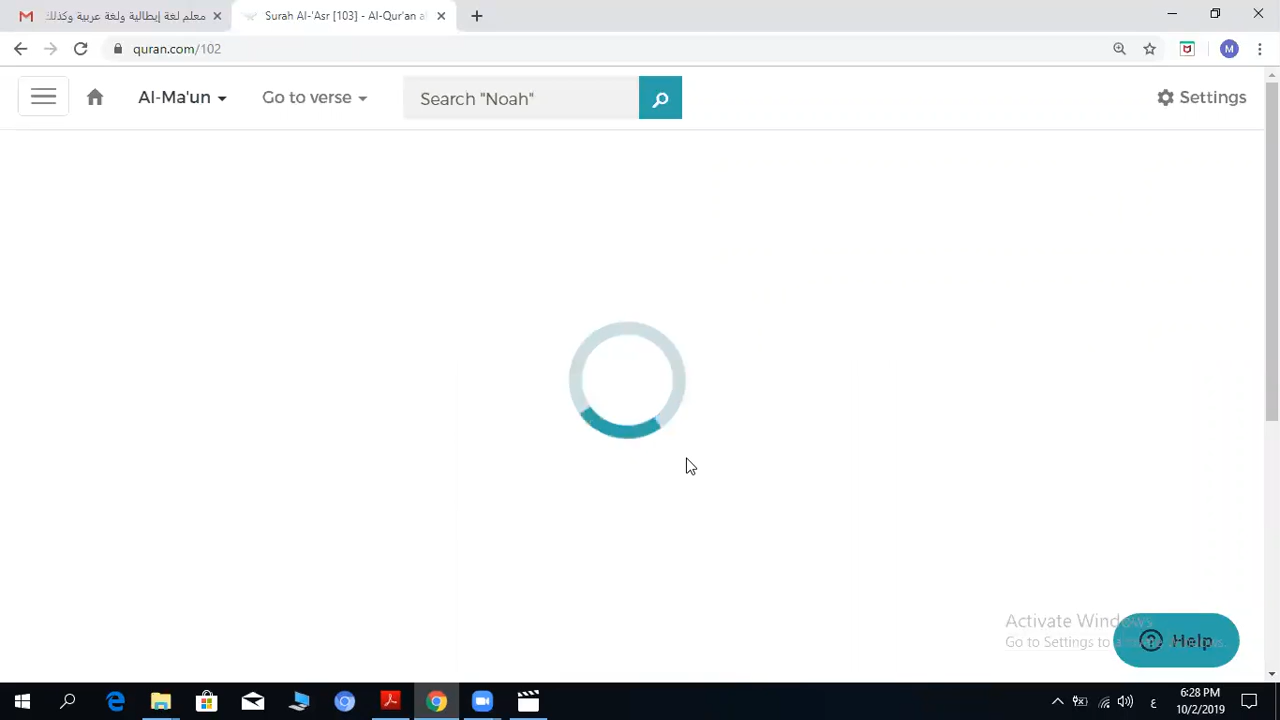 معلم لغة إيطالية ولغة عربية وكذلك
Surah Al-'Asr [103] - Al-Qur'an al
quran.com/102
M
Al-Ma'un
Go to verse
Search "Noah"
Settings
Activate Windows
Go to Settings to activate Windows.
Help
ع
6:28 PM
10/2/2019